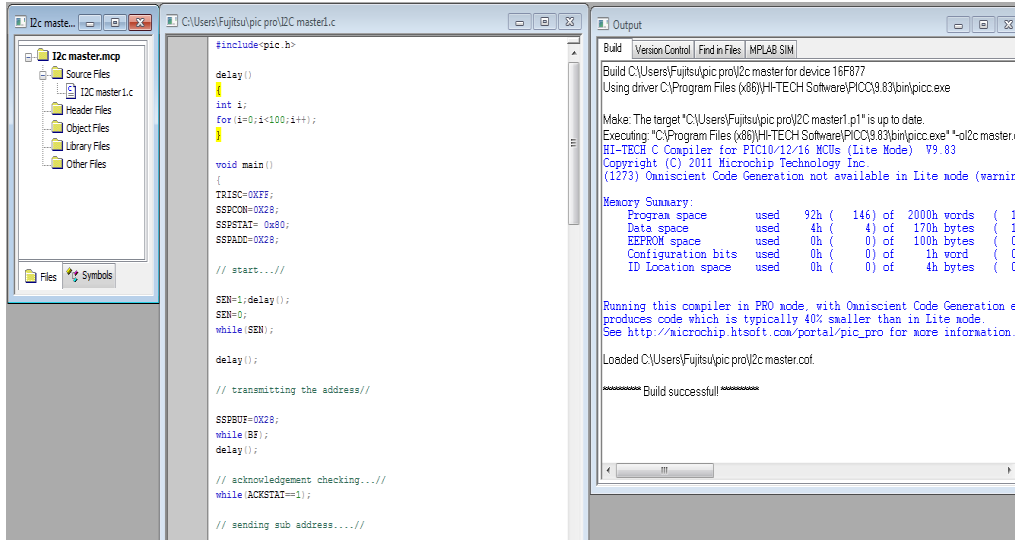 I2c maste...
I2c master.mcp
Source Files
I2C master1.c
Header Files
Object Files
Library Files
Other Files
Files
Symbols
C:\Users\Fujitsu\pic pro\I2C master1.c
#include<pic.h>
delay()
{
int i;
for(i=0;i<100;i++);
}
void main()
{
TRISC=0XFF;
SSPCON=0X28;
SSPSTAT= 0x80;
SSPADD=0X28;
// start...//
SEN=1;delay();
SEN=0;
while(SEN);
delay();
// transmitting the address//
SSPBUF=0X28;
while(BF);
delay();
// acknowledgement checking...//
while(ACKSTAT==1);
// sending sub address....//
Output
Build
Version Control
Find in Files
MPLAB SIM
Build C:\Users\Fujitsu\pic pro\I2c master for device 16F877
Using driver C:\Program Files (x86)\HI-TECH Software\PICC\9.83\bin\picc.exe
Make: The target "C:\Users\Fujitsu\pic pro\I2C master1.p1" is up to date.
Executing: "C:\Program Files (x86)\HI-TECH Software\PICC\9.83\bin\picc.exe" "-oI2c master.c
HI-TECH C Compiler for PIC10/12/16 MCUs (Lite Mode)  V9.83
Copyright (C) 2011 Microchip Technology Inc.
(1273) Omniscient Code Generation not available in Lite mode (warnin
Memory Summary:
Program space used 92h ( 146) of 2000h words ( 1
Data space used 4h ( 4) of 170h bytes ( 1
EEPROM space used 0h ( 0) of 100h bytes ( 0
Configuration bits used 0h ( 0) of 1h word ( 0
ID Location space used 0h ( 0) of 4h bytes ( 0
Running this compiler in PRO mode, with Omniscient Code Generation e
produces code which is typically 40% smaller than in Lite mode.
See http://microchip.htsoft.com/portal/pic_pro for more information.
Loaded C:\Users\Fujitsu\pic pro\I2c master.cof.
********** Build successful! **********